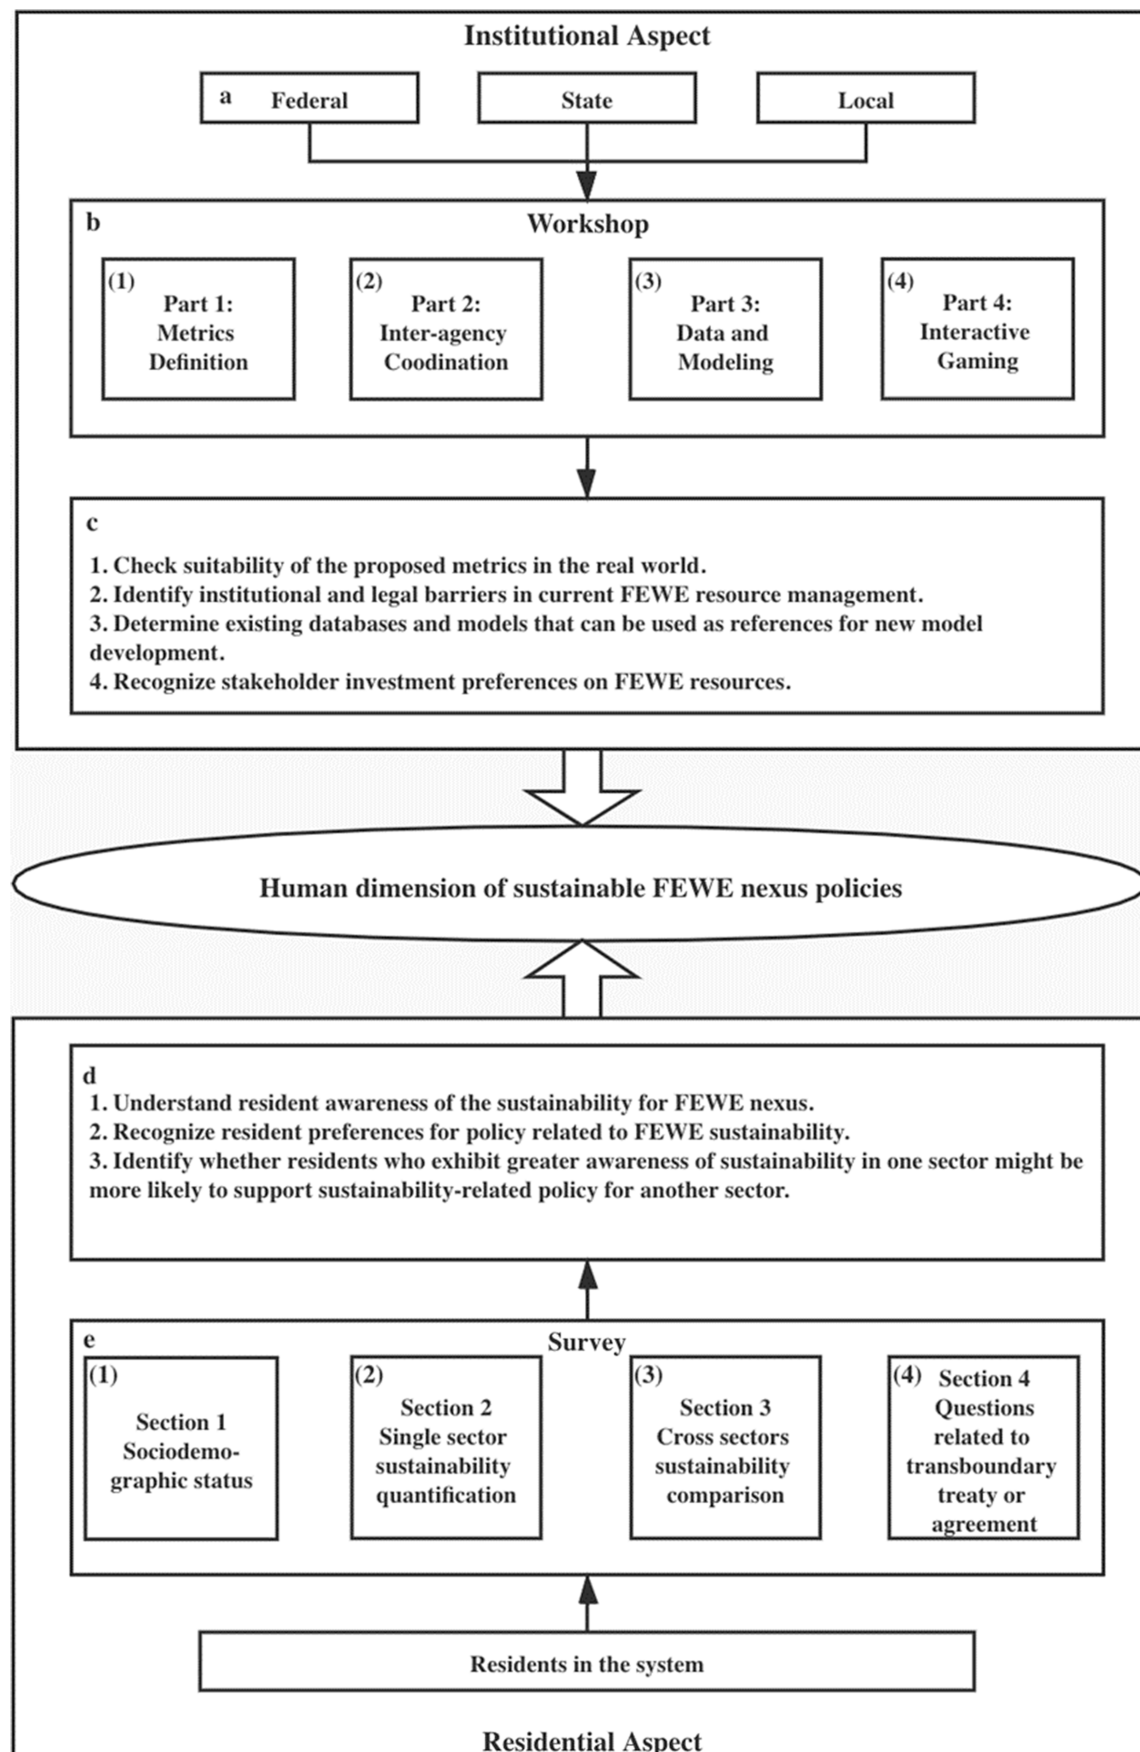 Institutional Aspect
a Federal
State
Local
b
Workshop
(1)
Part 1:
Metrics
Definition
(2)
Part 2:
Inter-agency
Coodination
(3)
Part 3:
Data and
Modeling
(4)
Part 4:
Interactive
Gaming
c
1. Check suitability of the proposed metrics in the real world.
2. Identify institutional and legal barriers in current FEWE resource management.
3. Determine existing databases and models that can be used as references for new model
development.
4. Recognize stakeholder investment preferences on FEWE resources.
Human dimension of sustainable FEWE nexus policies
d
1. Understand resident awareness of the sustainability for FEWE nexus.
2. Recognize resident preferences for policy related to FEWE sustainability.
3. Identify whether residents who exhibit greater awareness of sustainability in one sector might be
more likely to support sustainability-related policy for another sector.
e
Survey
(1)
Section 1
Sociodemo-
graphic status
(2)
Section 2
Single sector
sustainability
quantification
(3)
Section 3
Cross sectors
sustainability
comparison
(4) Section 4
Questions
related to
transboundary
treaty or
agreement
Residents in the system
Residential Aspect